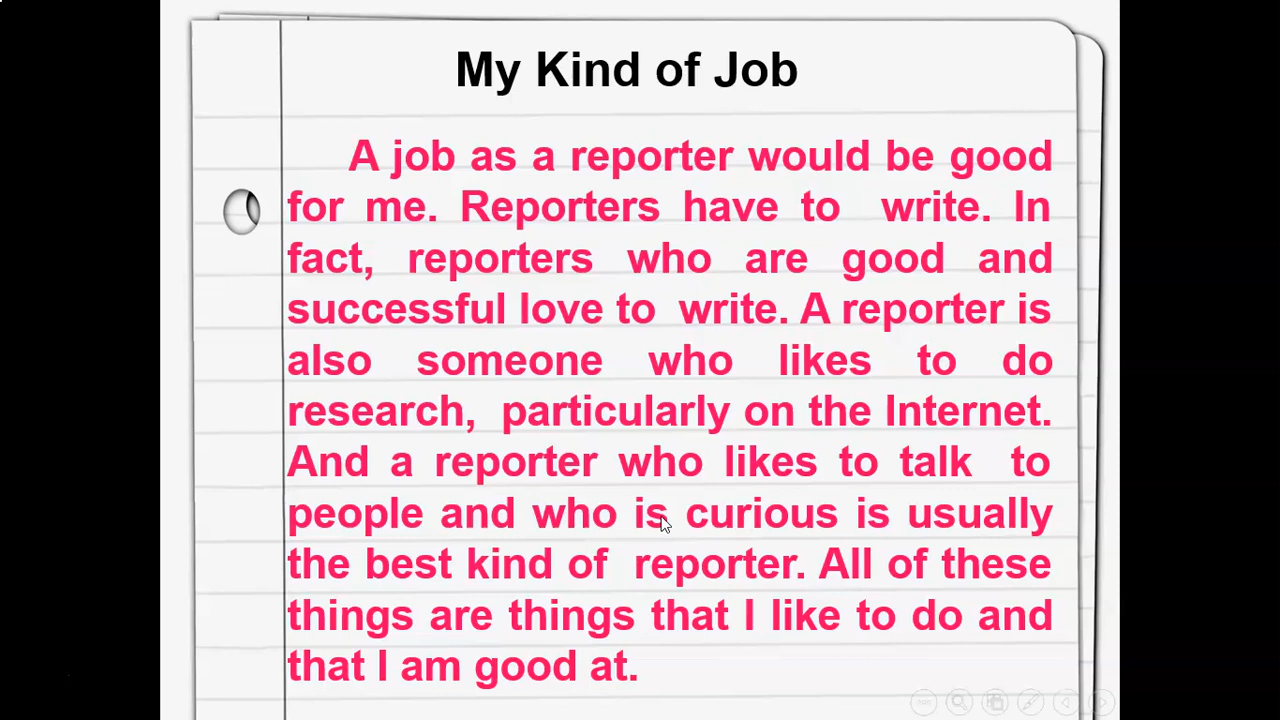 My Kind of Job
A job as a reporter would be good
for me. Reporters have to write. In
fact, reporters who are good and
successful love to write. A reporter is
also someone who likes to do
research, particularly on the Internet.
And a reporter who likes to talk to
people and who is curious is usually
the best kind of reporter. All of these
things are things that I like to do and
that I am good at.